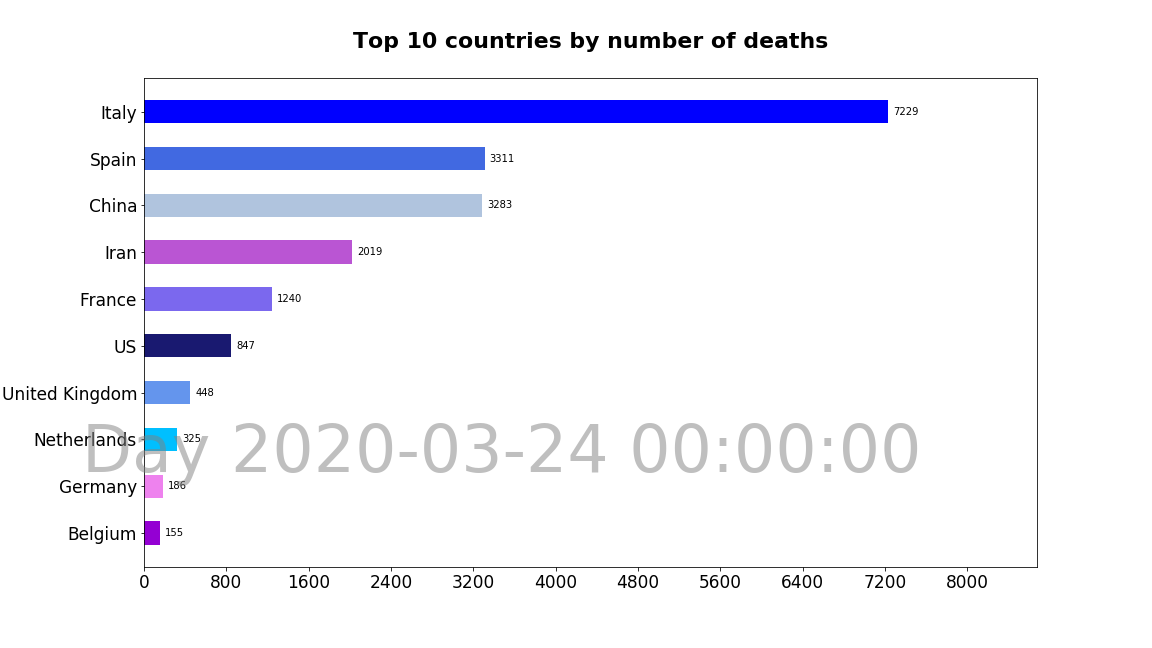 Top 10 countries by number of deaths
Italy 7229
Spain 3311
China 3283
Iran 2019
France 1240
US 847
United Kingdom 448
Netherlands 325
Day 2020-03-24 00:00:00
Germany 186
Belgium 155
0 800 1600 2400 3200 4000 4800 5600 6400 7200 8000